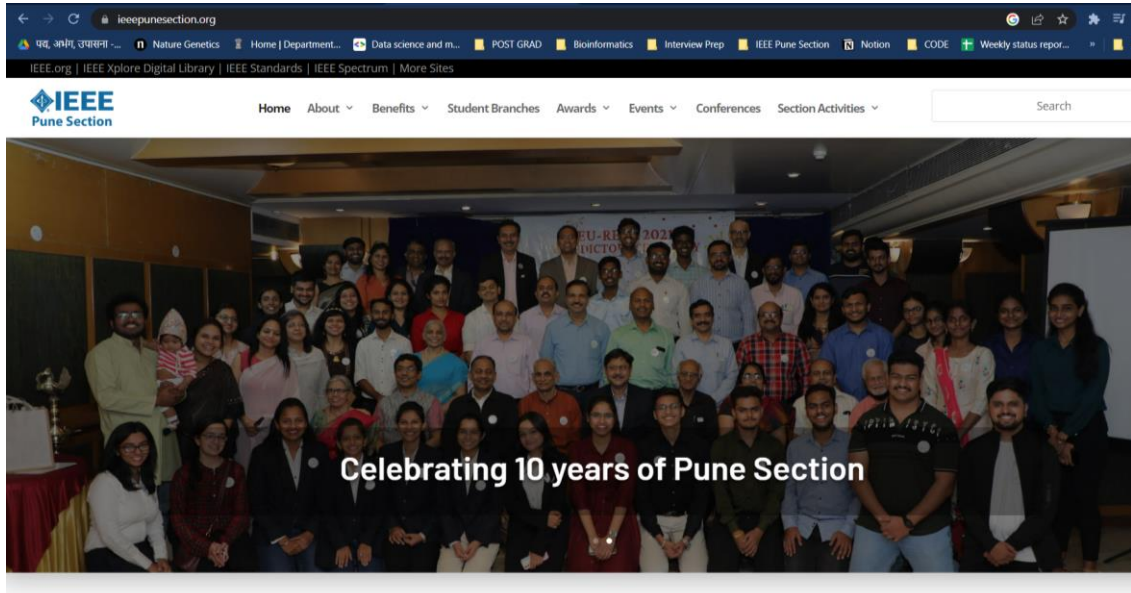 ieeepunesection.org
पद्य, अभंग, उपासना -... Nature Genetics Home | Department... Data science and m... POST GRAD Bioinformatics Interview Prep IEEE Pune Section Notion CODE Weekly status repor... »
IEEE.org | IEEE Xplore Digital Library | IEEE Standards | IEEE Spectrum | More Sites
IEEE
Pune Section
Home About Benefits Student Branches Awards Events Conferences Section Activities Search
2021
Celebrating 10 years of Pune Section